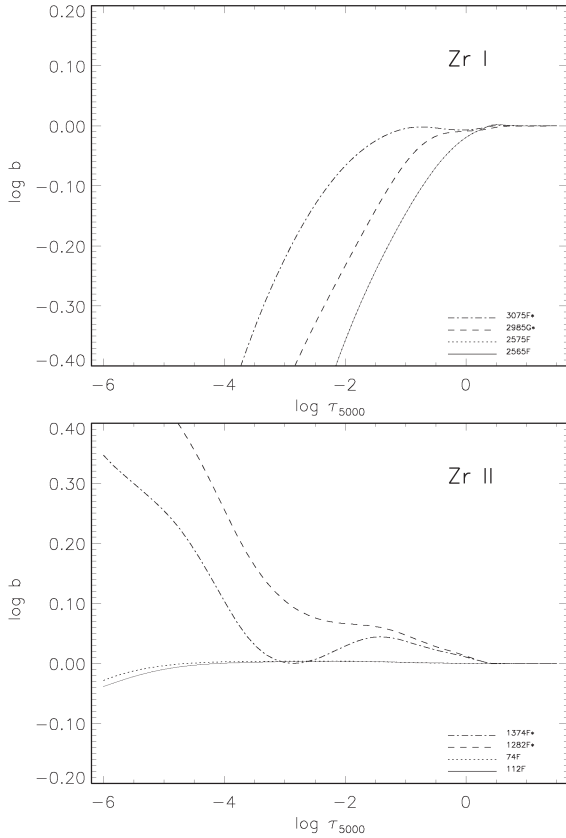 0.20
Zr I
0.10
0.00
log b
−0.10
−0.20
−0.30
3075F*
2985G*
2575F
2565F
−0.40
−6 −4 −2 0
log τ5000
0.40
Zr II
0.30
0.20
log b
0.10
0.00
−0.10
1374F*
1282F*
74F
112F
−0.20
−6 −4 −2 0
log τ5000